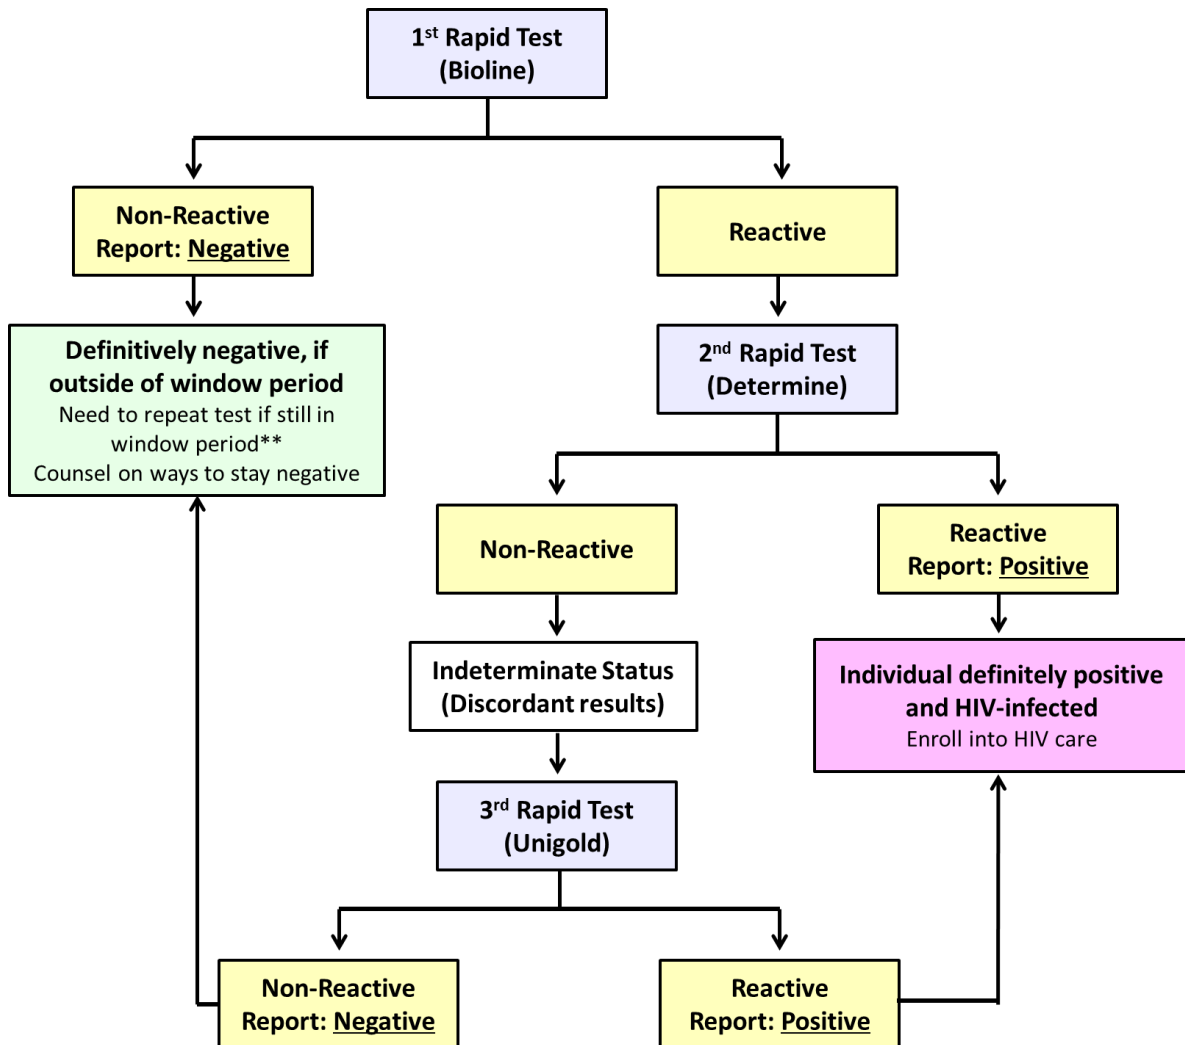 1st Rapid Test
(Bioline)
Non-Reactive
Report: Negative
Reactive
Definitively negative, if
outside of window period
Need to repeat test if still in
window period**
Counsel on ways to stay negative
2nd Rapid Test
(Determine)
Non-Reactive
Reactive
Report: Positive
Indeterminate Status
(Discordant results)
Individual definitely positive
and HIV-infected
Enroll into HIV care
3rd Rapid Test
(Unigold)
Non-Reactive
Report: Negative
Reactive
Report: Positive